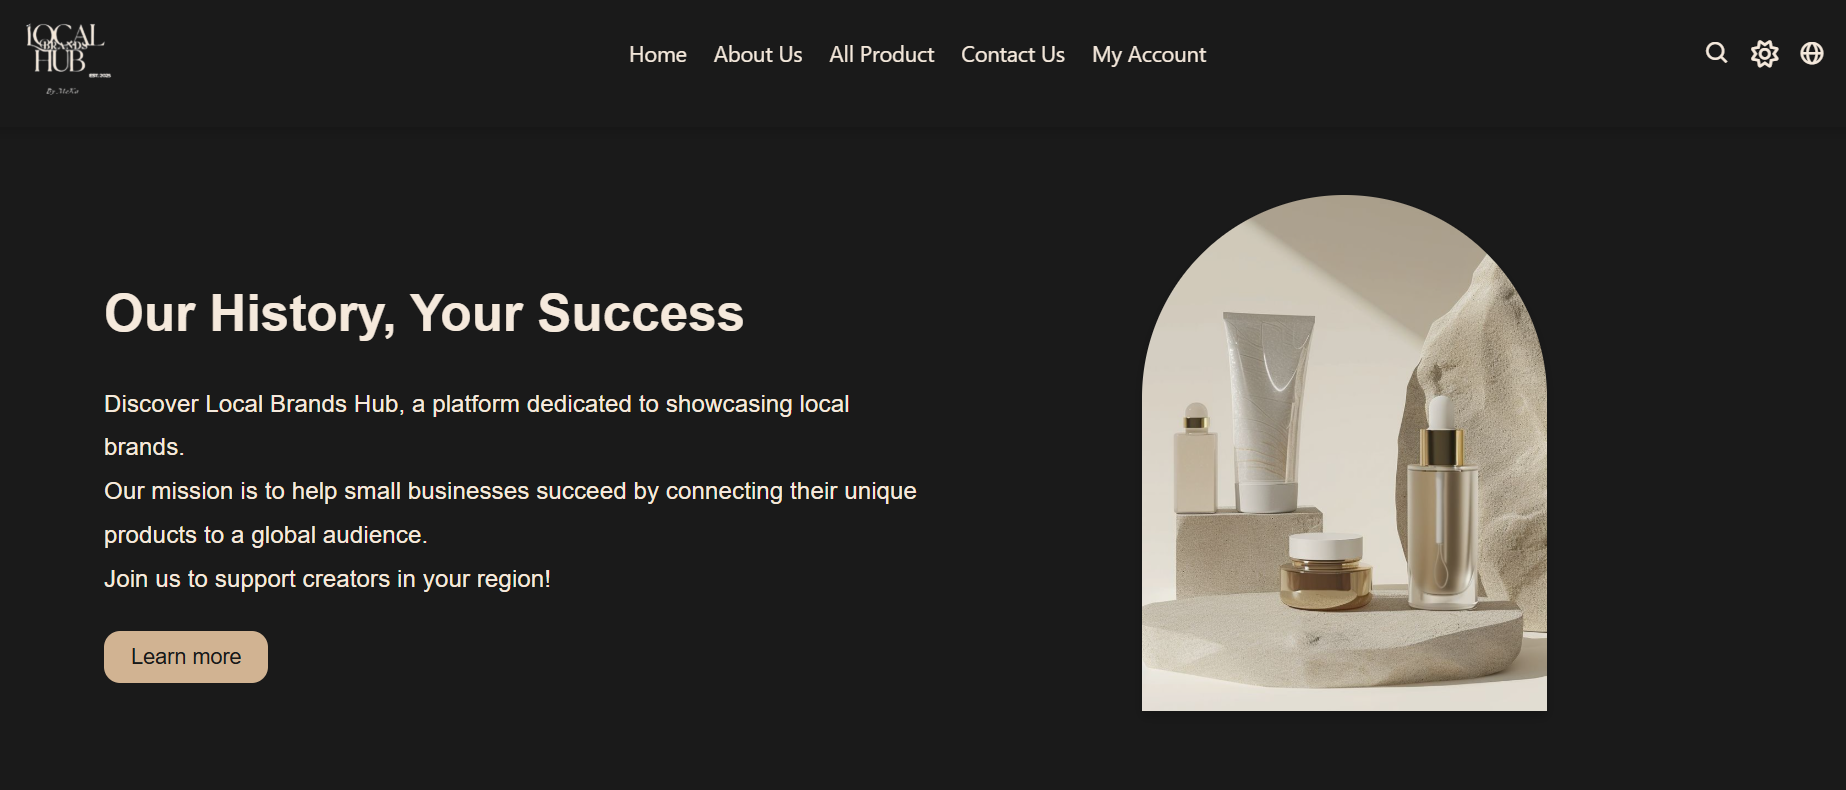 LOCAL
BRANDS
HUB
EST. 2025
By MaKa
Home About Us All Product Contact Us My Account
Our History, Your Success
Discover Local Brands Hub, a platform dedicated to showcasing local
brands.
Our mission is to help small businesses succeed by connecting their unique
products to a global audience.
Join us to support creators in your region!
Learn more